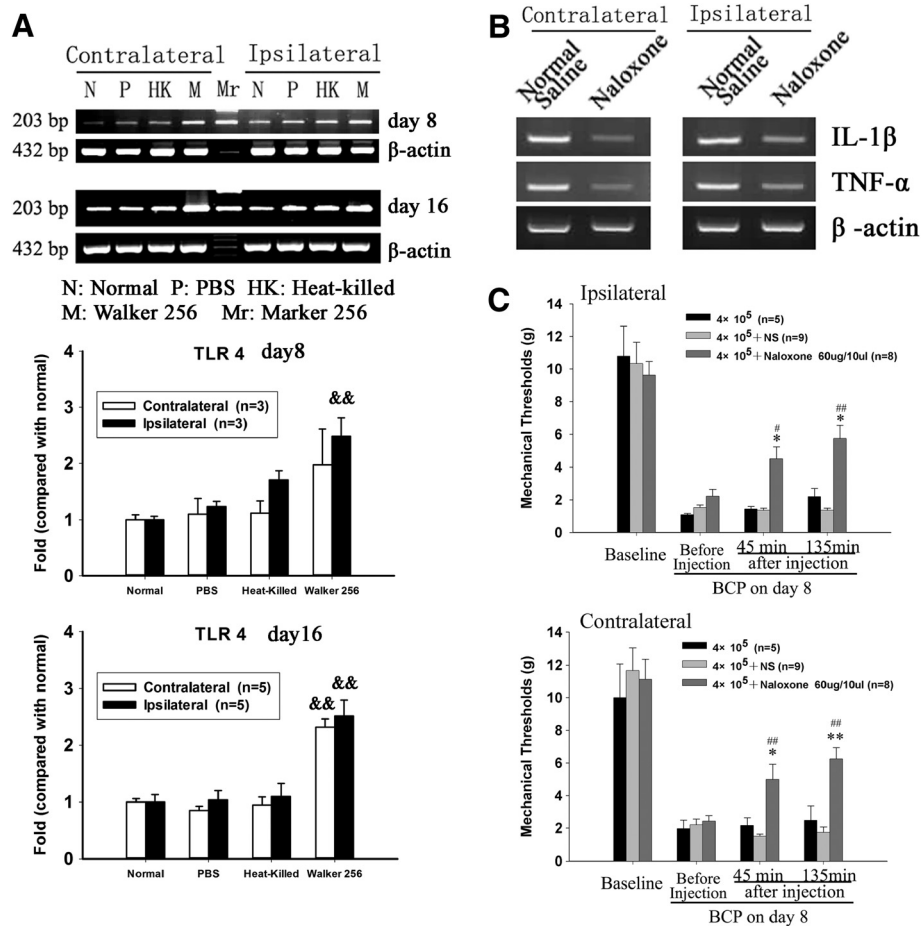 A
Contralateral Ipsilateral
N P HK M Mr N P HK M
203 bp day 8
432 bp β-actin
203 bp day 16
432 bp β-actin
N: Normal P: PBS HK: Heat-killed
M: Walker 256 Mr: Marker 256
TLR 4 day8
Fold (compared with normal)
4
3
2
1
0
Contralateral (n=3)
Ipsilateral (n=3)
&&
Normal PBS Heat-Killed Walker 256
TLR 4 day16
Fold (compared with normal)
4
3
2
1
0
Contralateral (n=5)
Ipsilateral (n=5)
&& &&
Normal PBS Heat-Killed Walker 256
B
Contralateral Ipsilateral
Normal Saline Naloxone Normal Saline Naloxone
IL-1β
TNF-α
β -actin
C
Ipsilateral
Mechanical Thresholds (g)
14
12
10
8
6
4
2
0
4× 10⁵ (n=5)
4× 10⁵+NS (n=9)
4× 10⁵+Naloxone 60ug/10ul (n=8)
# ##
* *
Baseline Before Injection 45 min 135min
after injection
BCP on day 8
Contralateral
Mechanical Thresholds (g)
14
12
10
8
6
4
2
0
4× 10⁵ (n=5)
4× 10⁵+NS (n=9)
4× 10⁵+Naloxone 60ug/10ul (n=8)
## ##
* **
Baseline Before Injection 45 min 135min
after injection
BCP on day 8